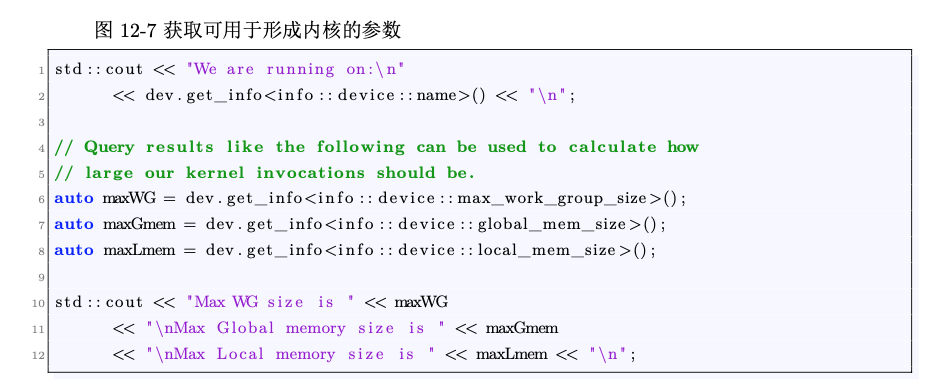 图 12-7 获取可用于形成内核的参数
1 std::cout << "We are running on:\n"
2 << dev.get_info<info::device::name>() << "\n";
3
4 // Query results like the following can be used to calculate how
5 // large our kernel invocations should be.
6 auto maxWG = dev.get_info<info::device::max_work_group_size>();
7 auto maxGmem = dev.get_info<info::device::global_mem_size>();
8 auto maxLmem = dev.get_info<info::device::local_mem_size>();
9
10 std::cout << "Max WG size is " << maxWG
11 << "\nMax Global memory size is " << maxGmem
12 << "\nMax Local memory size is " << maxLmem << "\n";